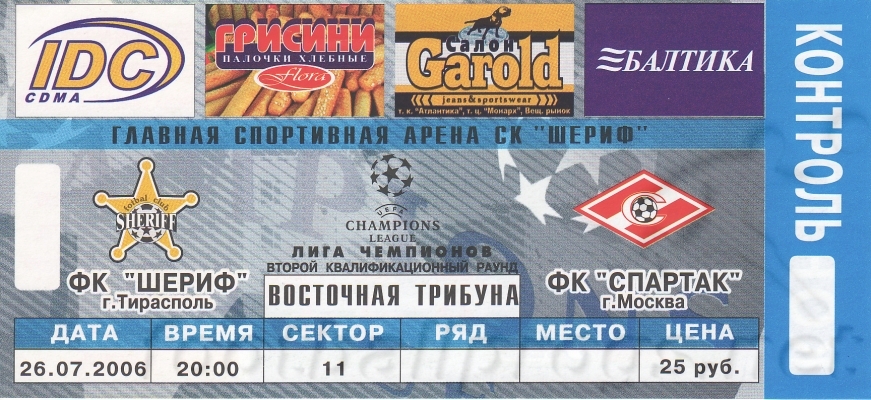 IDC
CDMA
ГРИСИНИ
ПАЛОЧКИ ХЛЕБНЫЕ
Flora
Салон
Garold
jeans&sportswear
т. к. "Атлантика", т. ц. "Монарх", Вещ. рынок
БАЛТИКА
ГЛАВНАЯ СПОРТИВНАЯ АРЕНА СК "ШЕРИФ"
fotbal club
SHERIFF
ФК "ШЕРИФ"
г.Тирасполь
UEFA
CHAMPIONS
LEAGUE
ЛИГА ЧЕМПИОНОВ
ВТОРОЙ КВАЛИФИКАЦИОННЫЙ РАУНД
ВОСТОЧНАЯ ТРИБУНА
С
ФК "СПАРТАК"
г.Москва
ДАТА ВРЕМЯ СЕКТОР РЯД МЕСТО ЦЕНА
26.07.2006 20:00 11 25 руб.
КОНТРОЛЬ